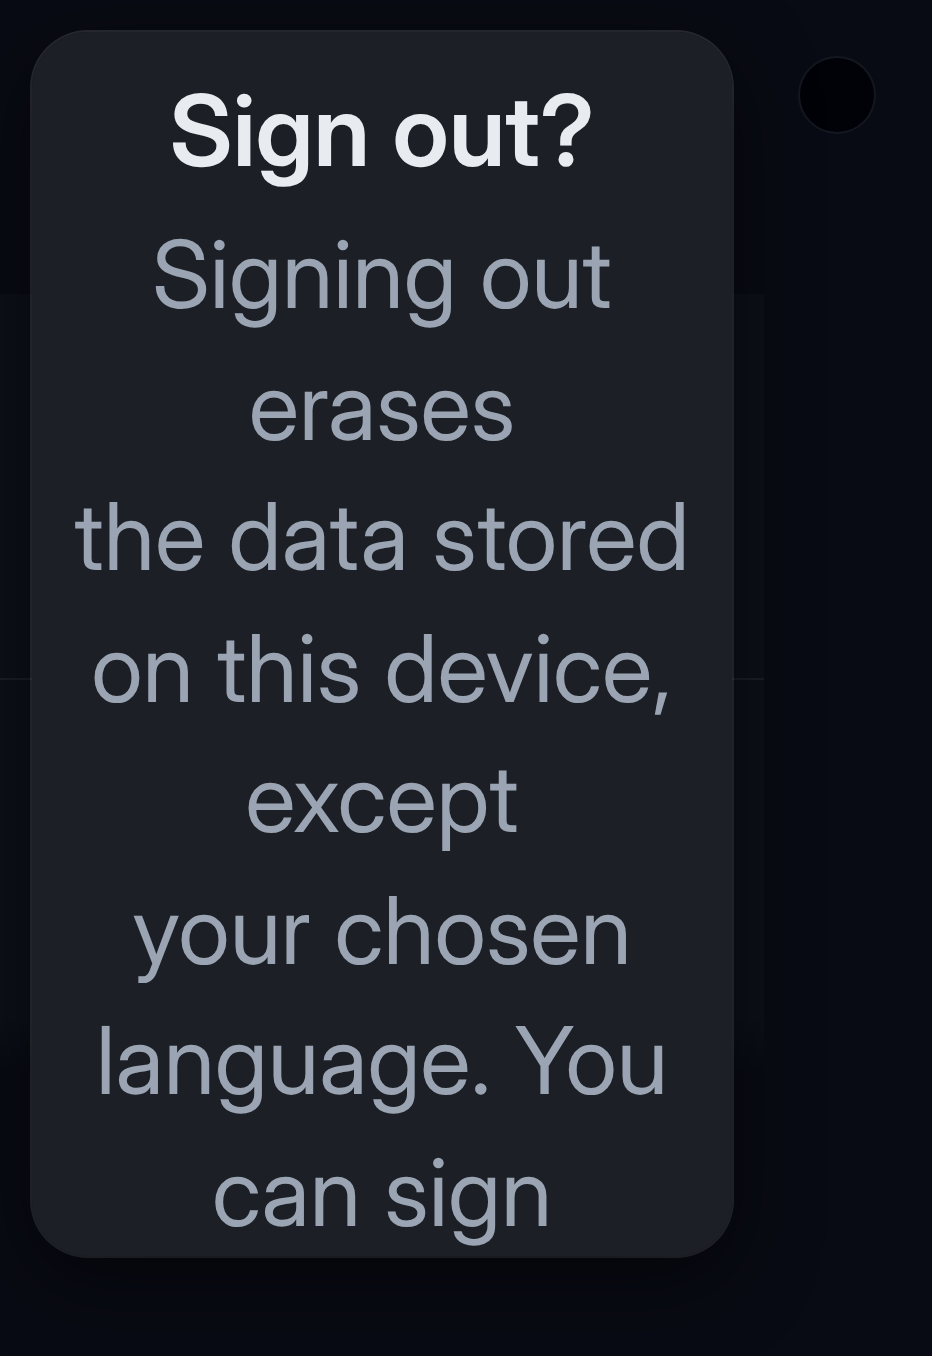 Sign out?
Signing out
erases
the data stored
on this device,
except
your chosen
language. You
can sign